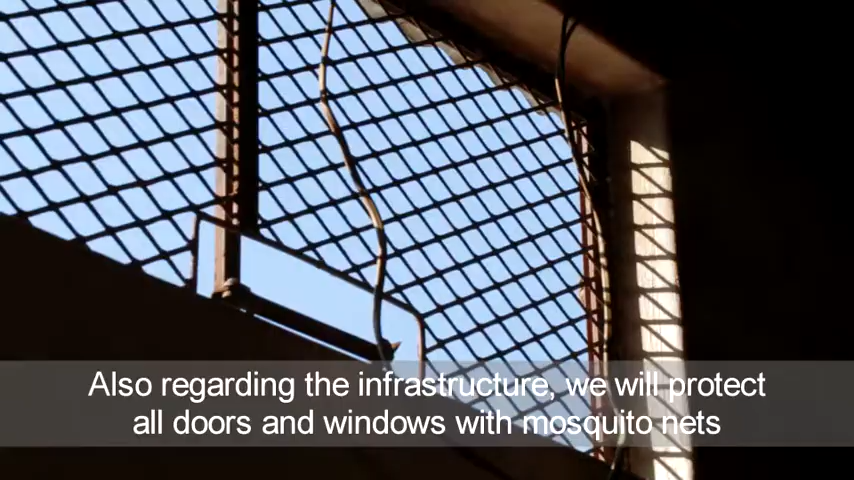 Also regarding the infrastructure, we will protect
all doors and windows with mosquito nets